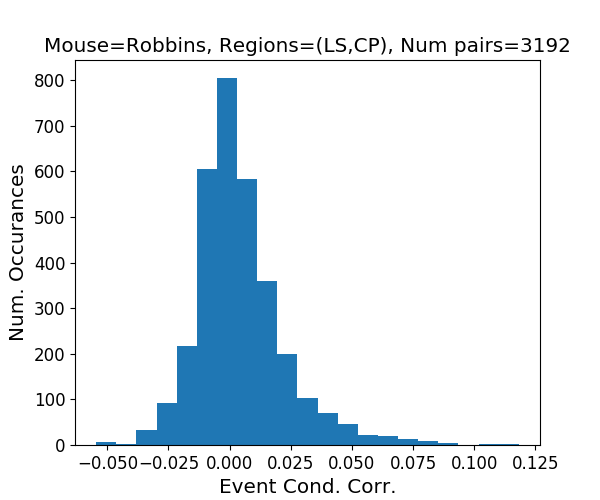 Mouse=Robbins, Regions=(LS,CP), Num pairs=3192
800
700
600
500
400
300
200
100
0
Num. Occurances
−0.050 −0.025 0.000 0.025 0.050 0.075 0.100 0.125
Event Cond. Corr.